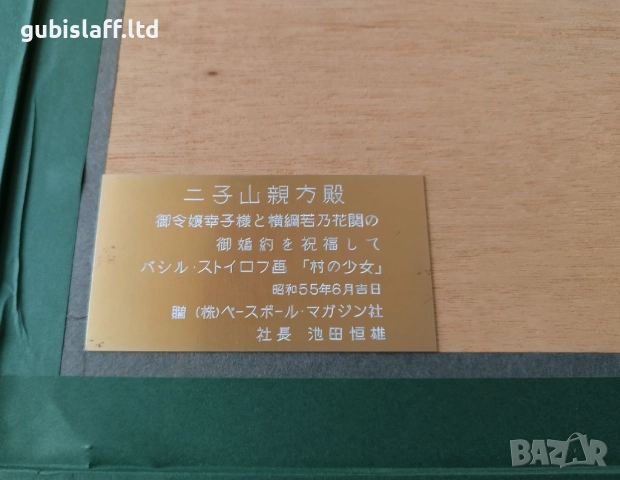 gubislaff.ltd
二子山親方殿
御令嬢幸子様と横綱若乃花関の
御婚約を祝福して
バシル・ストイロフ画 「村の少女」
昭和55年6月吉日
贈 (株)ベースボール・マガジン社
社長 池田恒雄
BAZAR